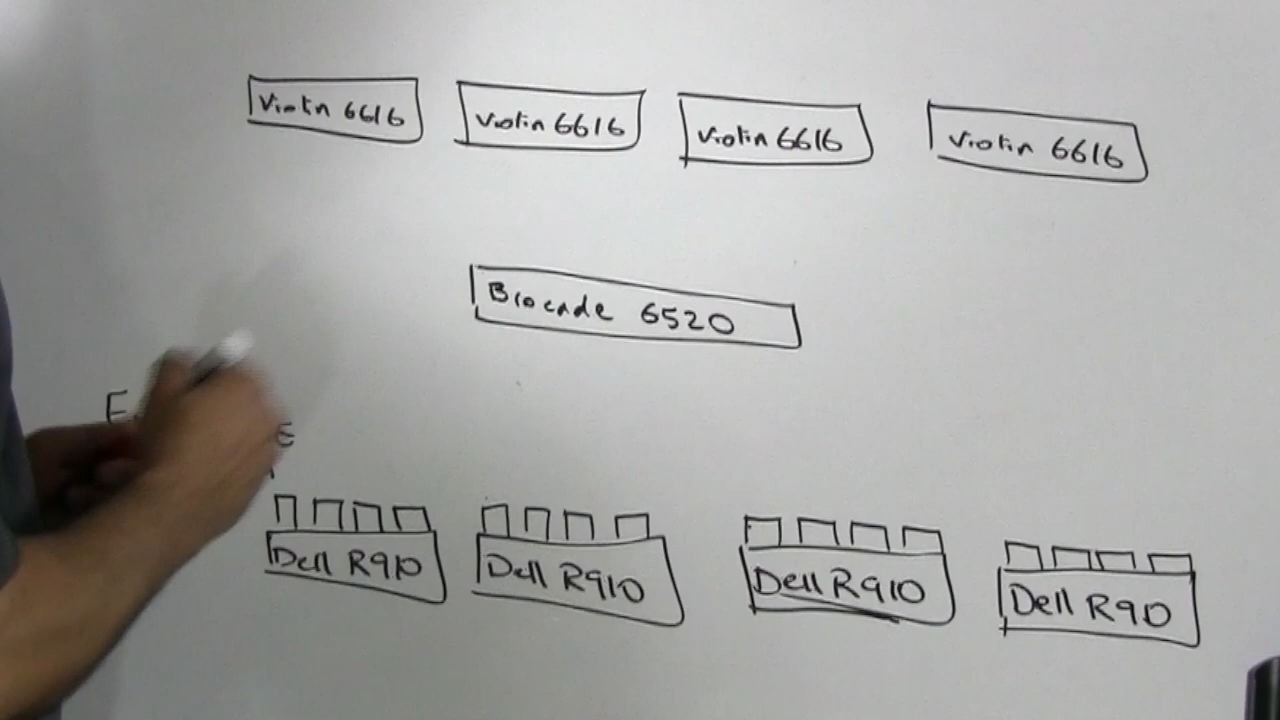 Violin 6616 Violin 6616 Violin 6616 Violin 6616
Brocade 6520
E
Dell R910 Dell R910 Dell R910 Dell R910